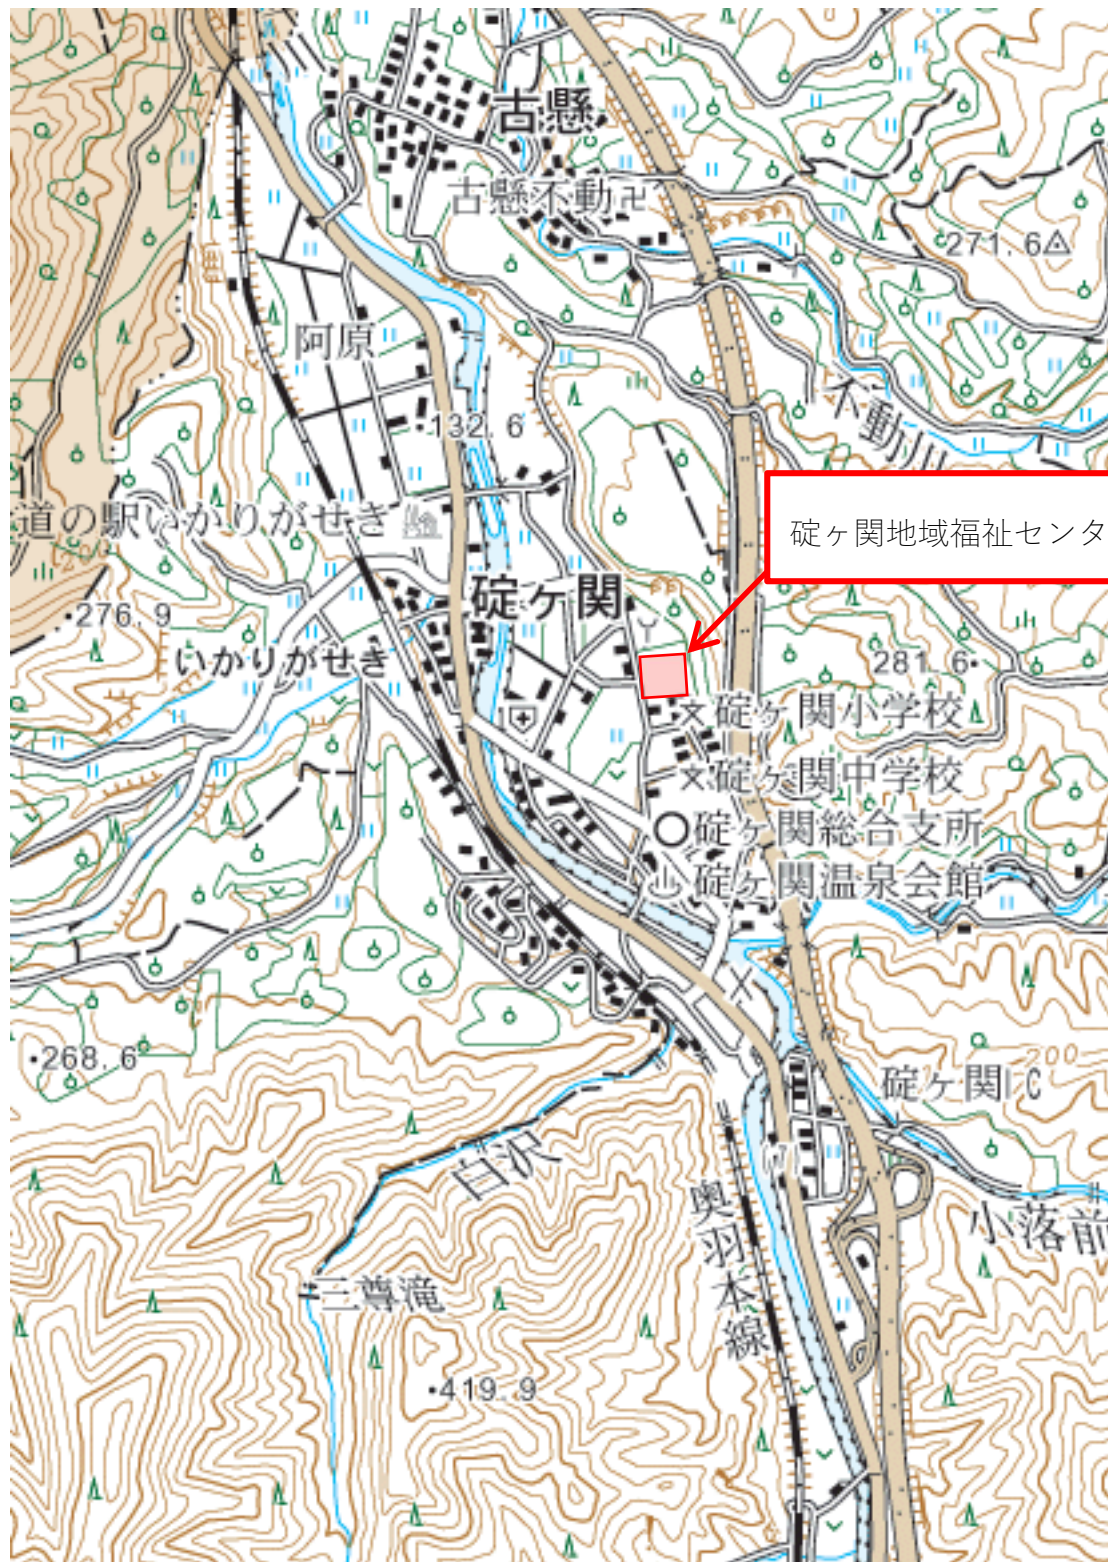 古懸
古懸不動
271.6
阿原
132.6
不動川
道の駅いかりがせき
碇ヶ関地域福祉センタ
碇ヶ関
276.9
いかりがせき
281.6
碇ヶ関小学校
碇ヶ関中学校
碇ヶ関総合支所
碇ヶ関温泉会館
268.6
200
碇ヶ関IC
白沢
奥羽本線
小落前
三尊滝
419.9